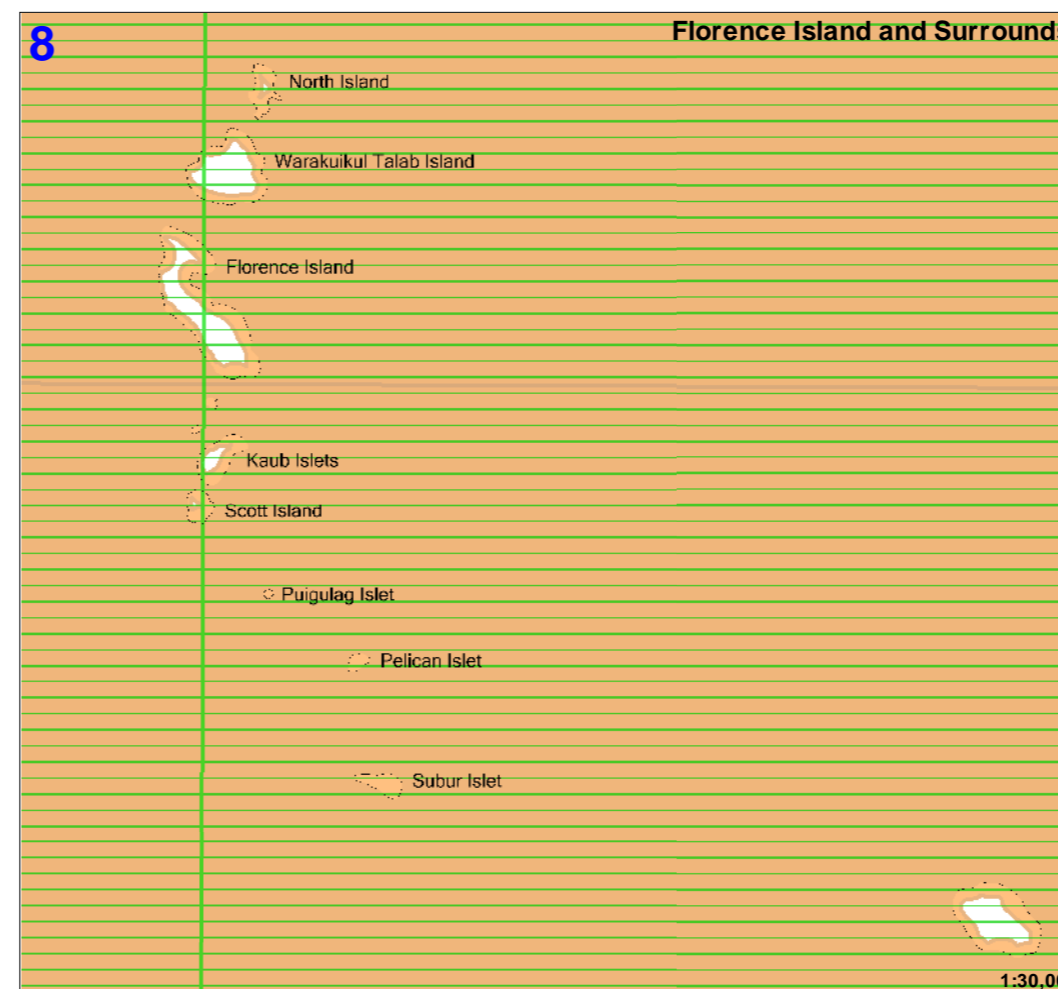 8
Florence Island and Surrounds
North Island
Warakuikul Talab Island
Florence Island
Kaub Islets
Scott Island
Puigulag Islet
Pelican Islet
Subur Islet
1:30,00